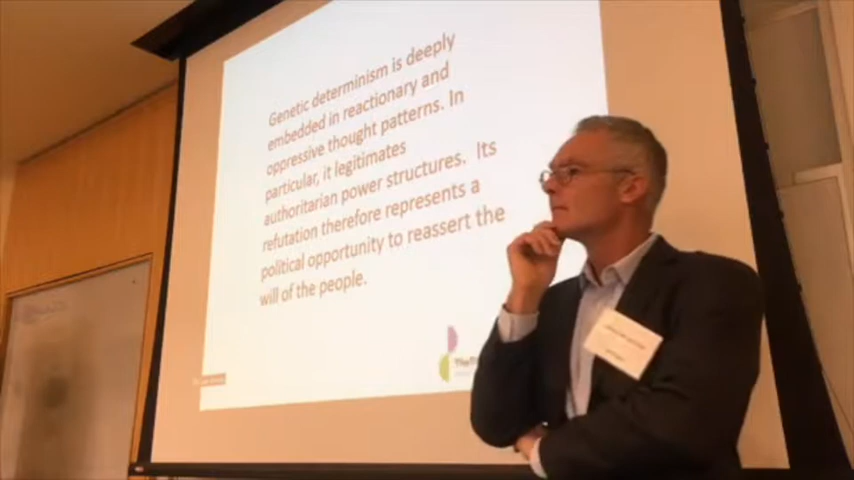 Genetic determinism is deeply
embedded in reactionary and
oppressive thought patterns. In
particular, it legitimates
authoritarian power structures. Its
refutation therefore represents a
political opportunity to reassert the
will of the people.